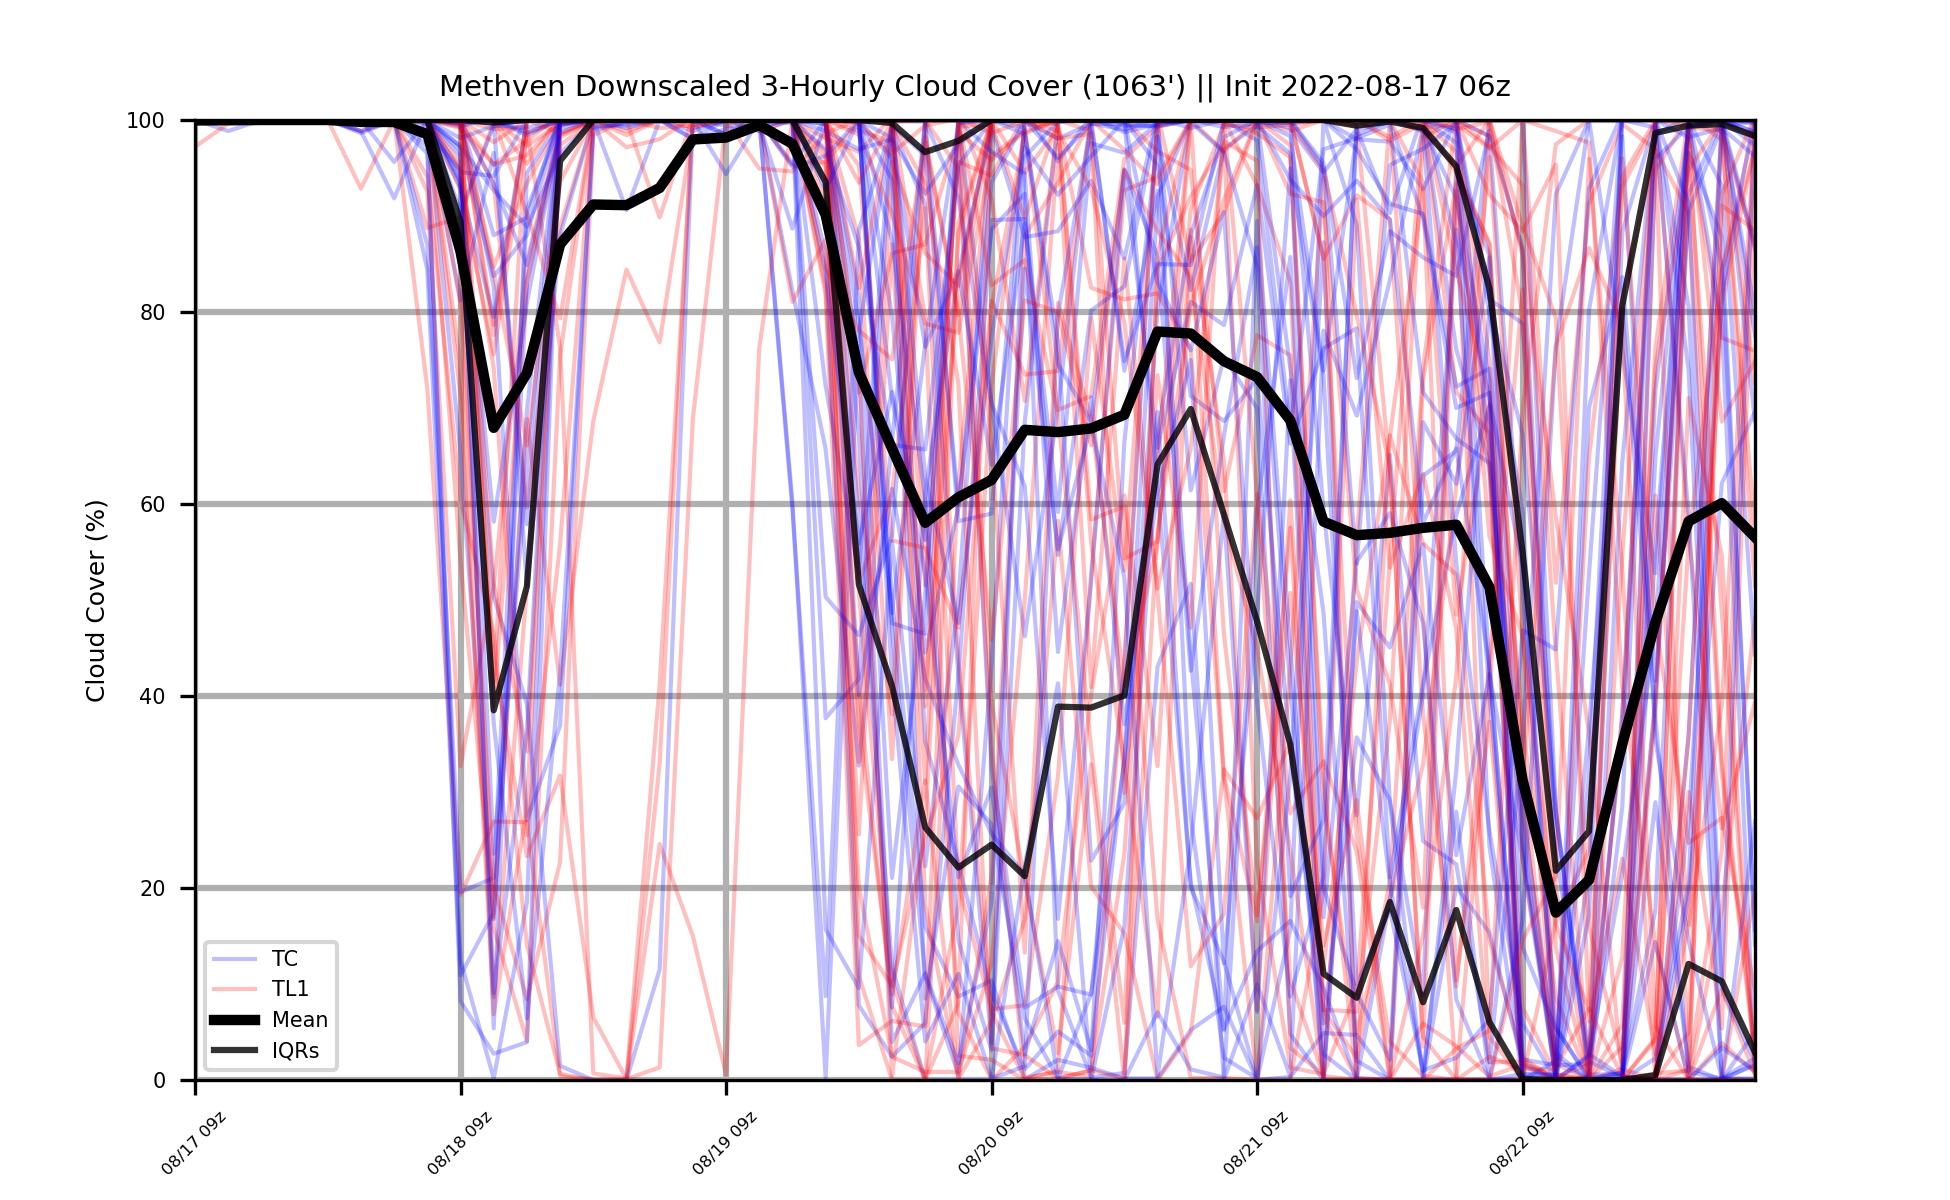 Methven Downscaled 3-Hourly Cloud Cover (1063') || Init 2022-08-17 06z
Cloud Cover (%)
100
80
60
40
20
0
TC
TL1
Mean
IQRs
08/17 09z
08/18 09z
08/19 09z
08/20 09z
08/21 09z
08/22 09z